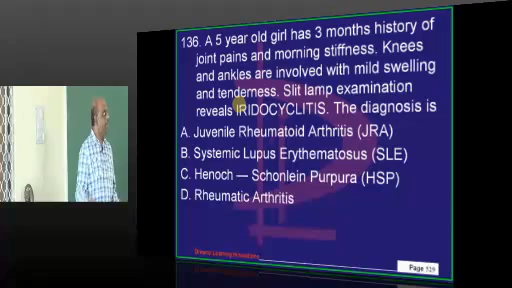 136. A 5 year old girl has 3 months history of
joint pains and morning stiffness. Knees
and ankles are involved with mild swelling
and tenderness. Slit lamp examination
reveals IRIDOCYCLITIS. The diagnosis is
A. Juvenile Rheumatoid Arthritis (JRA)
B. Systemic Lupus Erythematosus (SLE)
C. Henoch — Schonlein Purpura (HSP)
D. Rheumatic Arthritis
Page